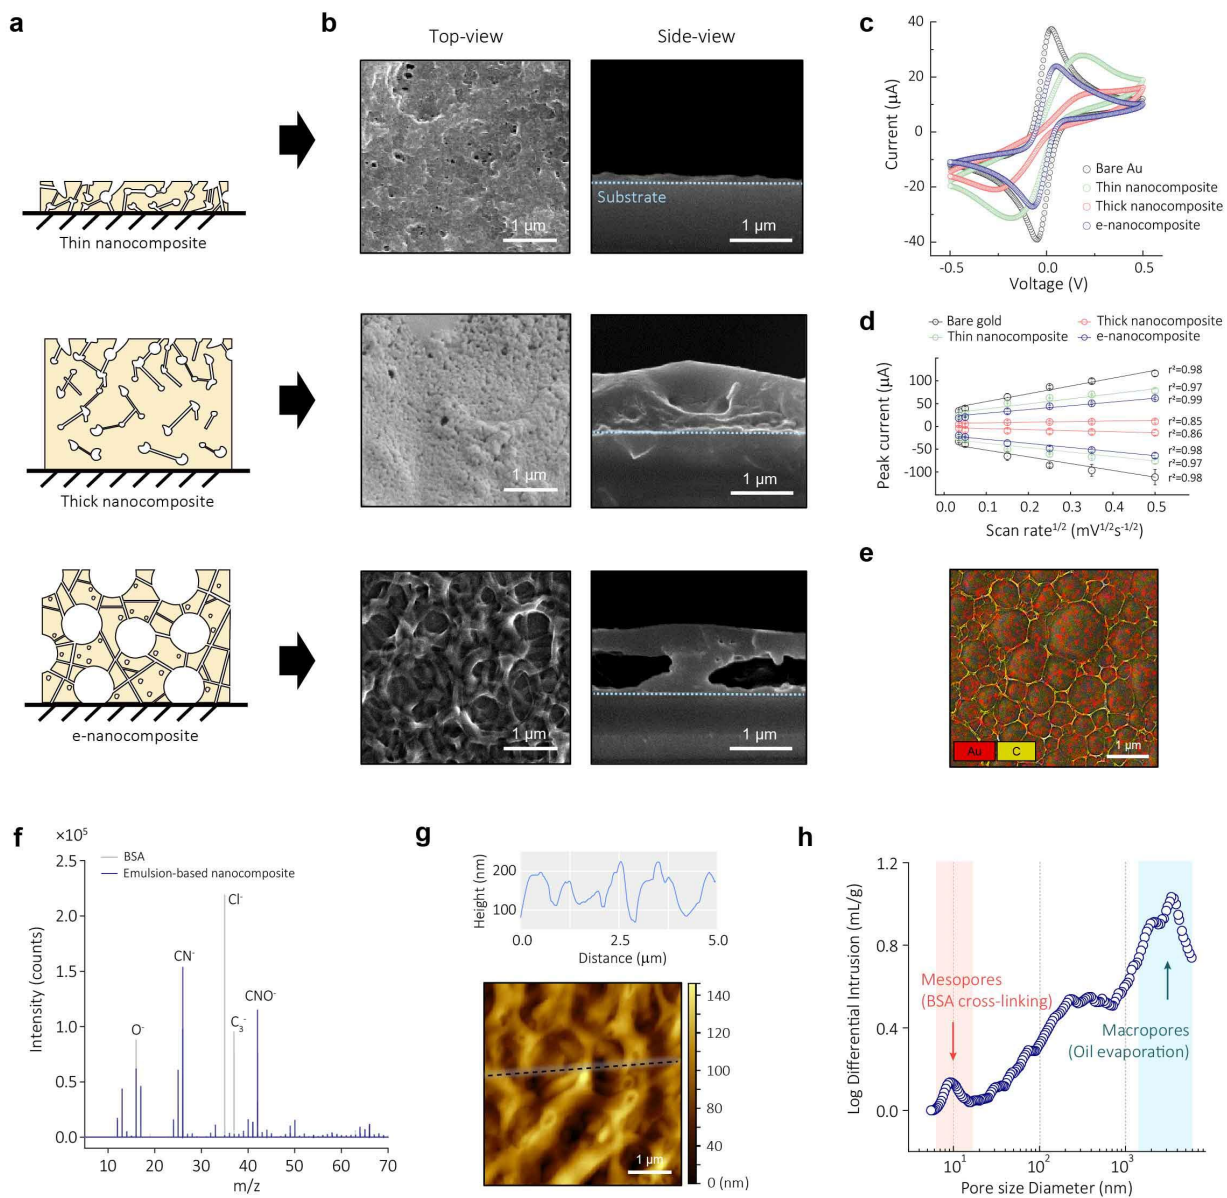 a
Thin nanocomposite
Thick nanocomposite
e-nanocomposite
b
Top-view
Side-view
1 µm
Substrate
1 µm
1 µm
1 µm
1 µm
1 µm
c
Current (µA)
40
20
0
-20
-40
-0.5
0.0
0.5
Voltage (V)
Bare Au
Thin nanocomposite
Thick nanocomposite
e-nanocomposite
d
Bare gold
Thick nanocomposite
Thin nanocomposite
e-nanocomposite
Peak current (µA)
100
50
0
-50
-100
r²=0.98
r²=0.97
r²=0.99
r²=0.85
r²=0.86
r²=0.98
r²=0.97
r²=0.98
0.0
0.1
0.2
0.3
0.4
0.5
Scan rate^1/2 (mV^1/2s^-1/2)
e
Au
C
1 µm
f
×10⁵
BSA
Emulsion-based nanocomposite
Intensity (counts)
2.5
2.0
1.5
1.0
0.5
0.0
Cl⁻
CN⁻
CNO⁻
O⁻
C₃⁻
10
20
30
40
50
60
70
m/z
g
Height (nm)
200
100
0.0
2.5
5.0
Distance (µm)
140
120
100
80
60
40
20
0 (nm)
1 µm
h
Log Differential Intrusion (mL/g)
1.2
0.8
0.4
0.0
Mesopores
(BSA cross-linking)
Macropores
(Oil evaporation)
10¹
10²
10³
Pore size Diameter (nm)